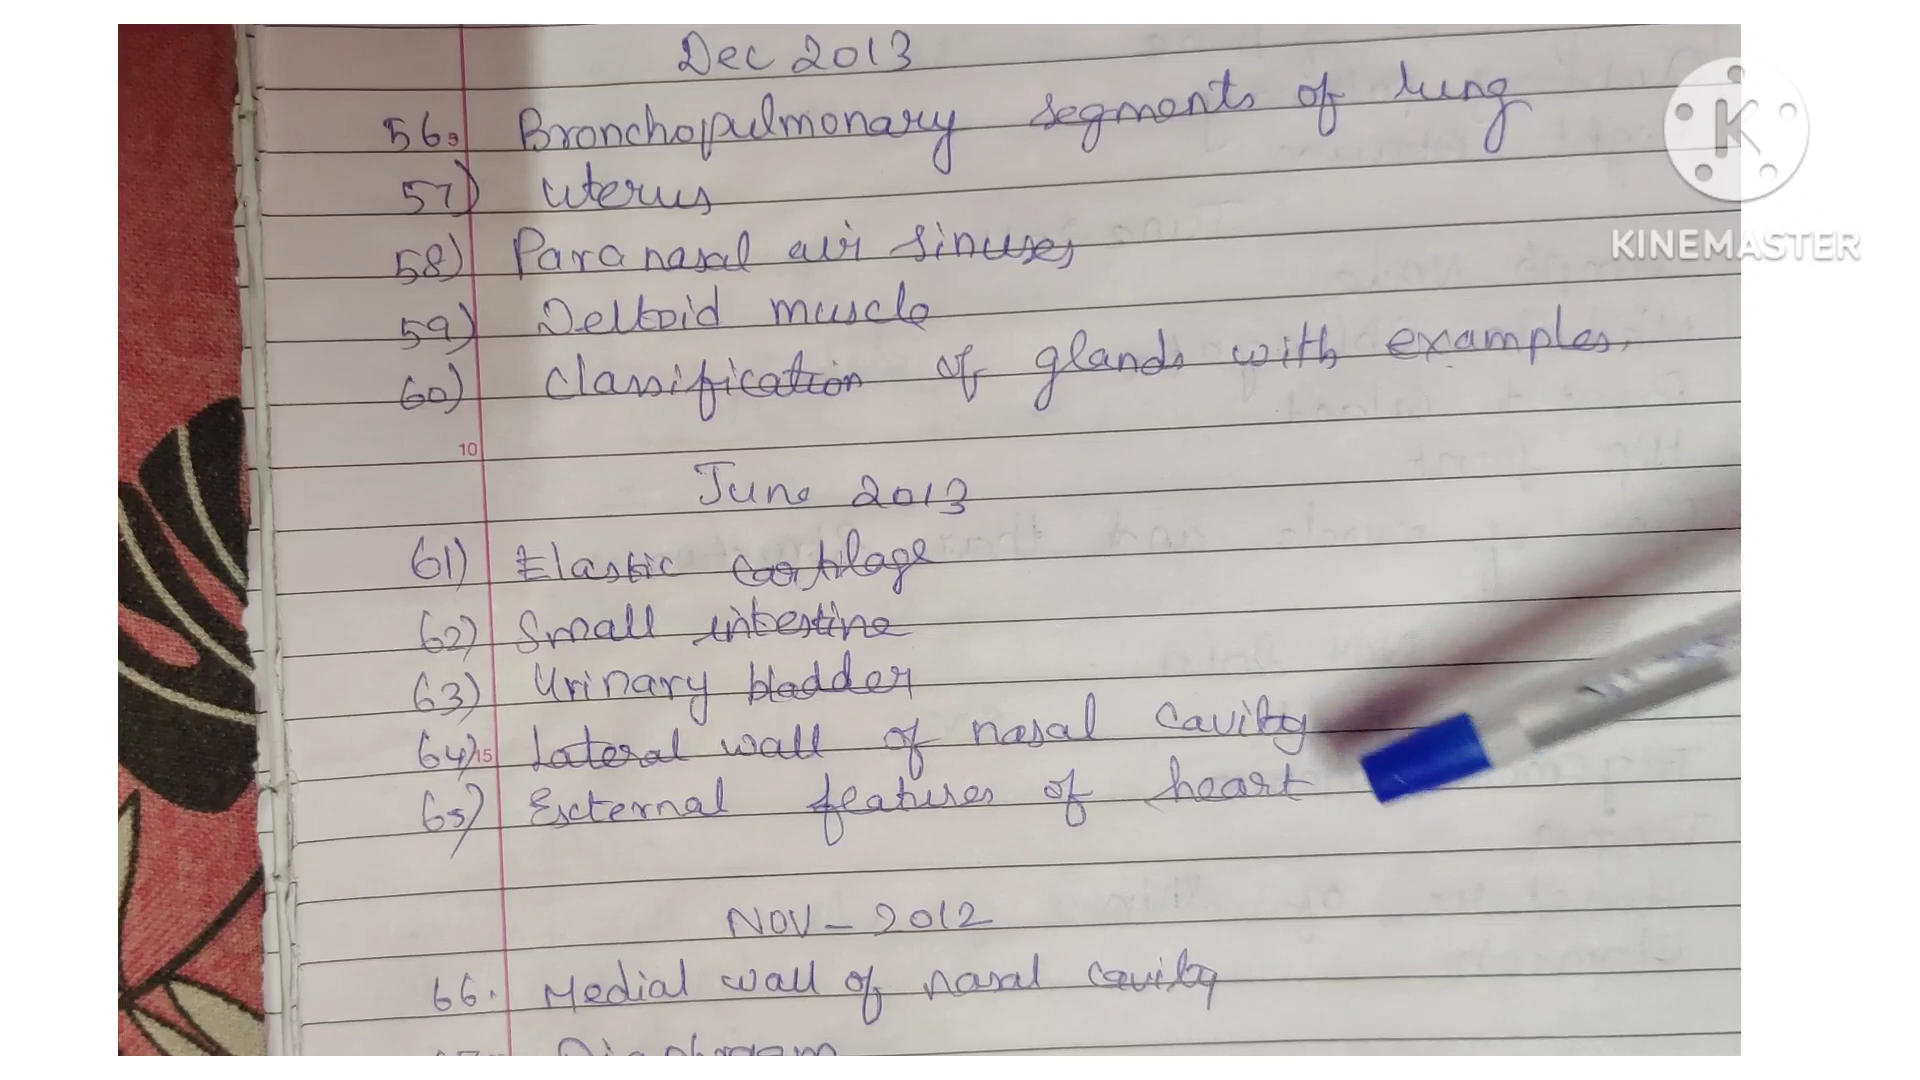 Dec 2013
56. Bronchopulmonary segments of lung
57) Uterus
58) Paranasal air sinuses
59) Deltoid muscle
60) Classification of glands with examples.
10
June 2013
61) Elastic cartilage
62) Small intestine
63) Urinary bladder
64) 15 Lateral wall of nasal cavity
65) External features of heart
NOV - 2012
66. Medial wall of nasal cavity
Diaphragm
K
KINEMASTER